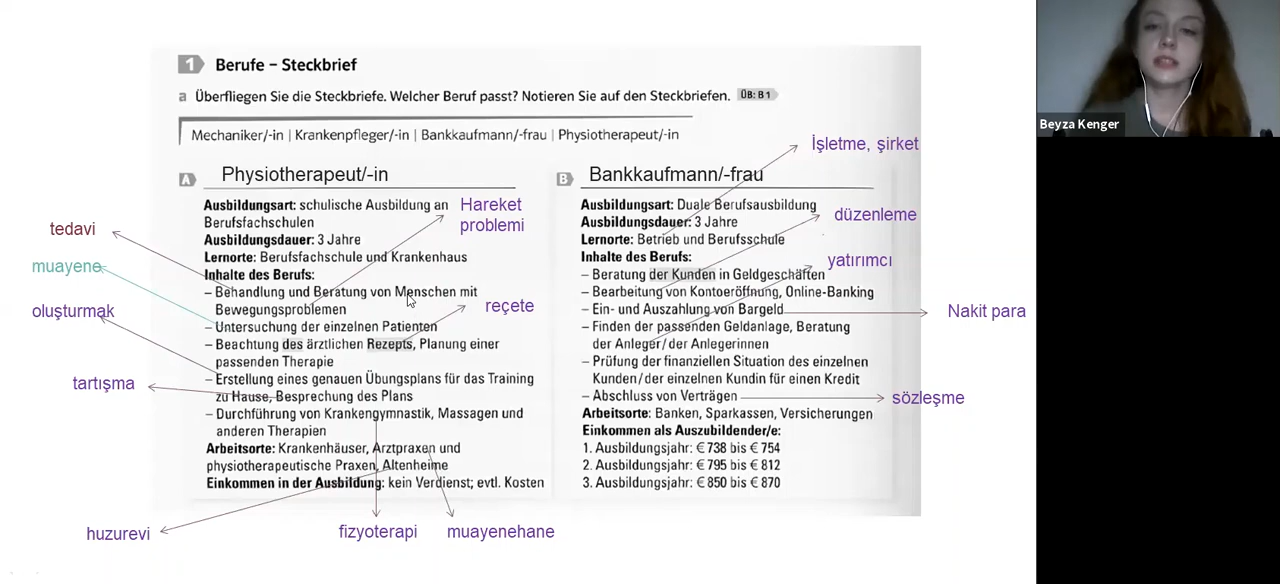 1 Berufe – Steckbrief
a Überfliegen Sie die Steckbriefe. Welcher Beruf passt? Notieren Sie auf den Steckbriefen. ÜB: B 1
Mechaniker/-in | Krankenpfleger/-in | Bankkaufmann/-frau | Physiotherapeut/-in
A Physiotherapeut/-in
Ausbildungsart: schulische Ausbildung an
Berufsfachschulen
Ausbildungsdauer: 3 Jahre
Lernorte: Berufsfachschule und Krankenhaus
Inhalte des Berufs:
– Behandlung und Beratung von Menschen mit
Bewegungsproblemen
– Untersuchung der einzelnen Patienten
– Beachtung des ärztlichen Rezepts, Planung einer
passenden Therapie
– Erstellung eines genauen Übungsplans für das Training
zu Hause, Besprechung des Plans
– Durchführung von Krankengymnastik, Massagen und
anderen Therapien
Arbeitsorte: Krankenhäuser, Arztpraxen und
physiotherapeutische Praxen, Altenheime
Einkommen in der Ausbildung: kein Verdienst; evtl. Kosten
B Bankkaufmann/-frau
Ausbildungsart: Duale Berufsausbildung
Ausbildungsdauer: 3 Jahre
Lernorte: Betrieb und Berufsschule
Inhalte des Berufs:
– Beratung der Kunden in Geldgeschäften
– Bearbeitung von Kontoeröffnung, Online-Banking
– Ein- und Auszahlung von Bargeld
– Finden der passenden Geldanlage, Beratung
der Anleger/der Anlegerinnen
– Prüfung der finanziellen Situation des einzelnen
Kunden/der einzelnen Kundin für einen Kredit
– Abschluss von Verträgen
Arbeitsorte: Banken, Sparkassen, Versicherungen
Einkommen als Auszubildender/e:
1. Ausbildungsjahr: € 738 bis € 754
2. Ausbildungsjahr: € 795 bis € 812
3. Ausbildungsjahr: € 850 bis € 870
tedavi
muayene
oluşturmak
tartışma
huzurevi
fizyoterapi
muayenehane
Hareket
problemi
reçete
İşletme, şirket
düzenleme
yatırımcı
Nakit para
sözleşme
Beyza Kenger